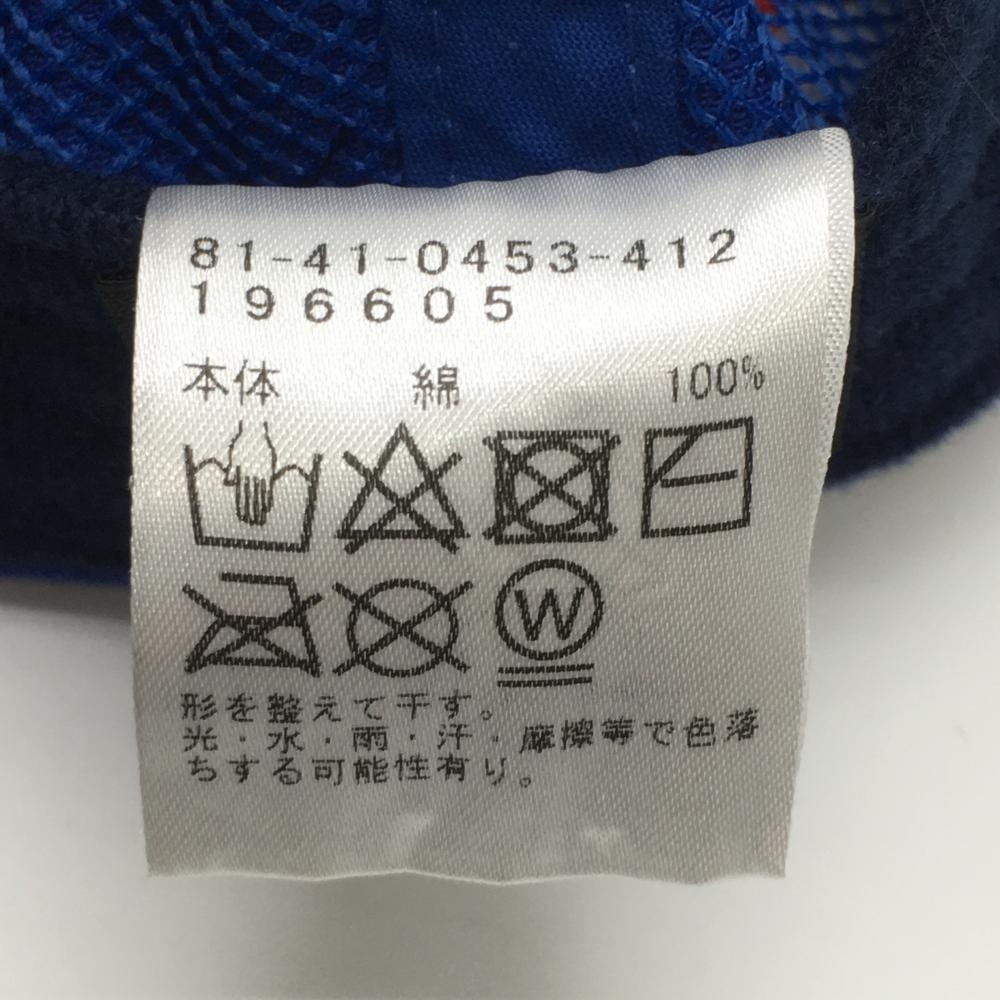 81-41-0453-412
196605
本体 綿 100%
W
形を整えて干す。
光・水・雨・汗・摩擦等で色落
ちする可能性有り。